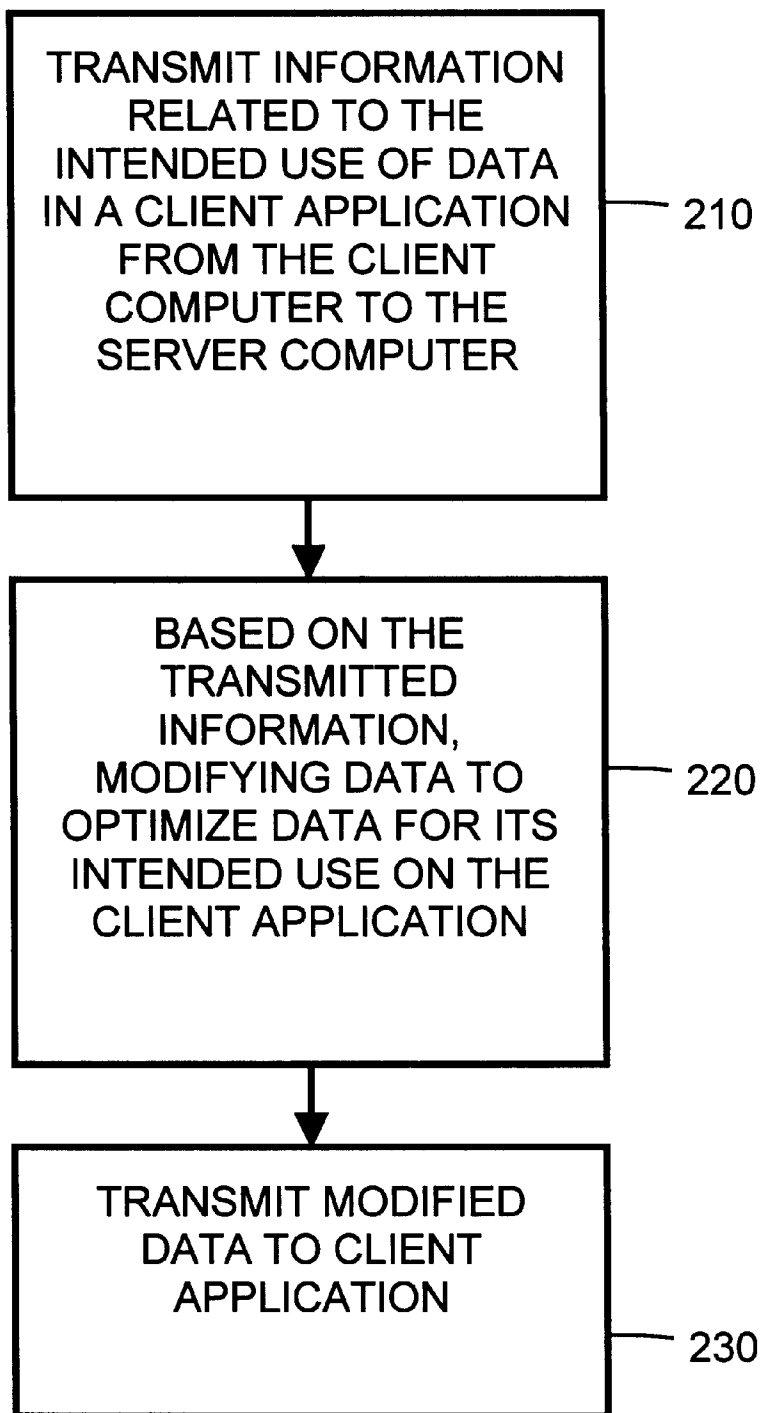 TRANSMIT INFORMATION
RELATED TO THE
INTENDED USE OF DATA
IN A CLIENT APPLICATION
FROM THE CLIENT
COMPUTER TO THE
SERVER COMPUTER
210
BASED ON THE
TRANSMITTED
INFORMATION,
MODIFYING DATA TO
OPTIMIZE DATA FOR ITS
INTENDED USE ON THE
CLIENT APPLICATION
220
TRANSMIT MODIFIED
DATA TO CLIENT
APPLICATION
230